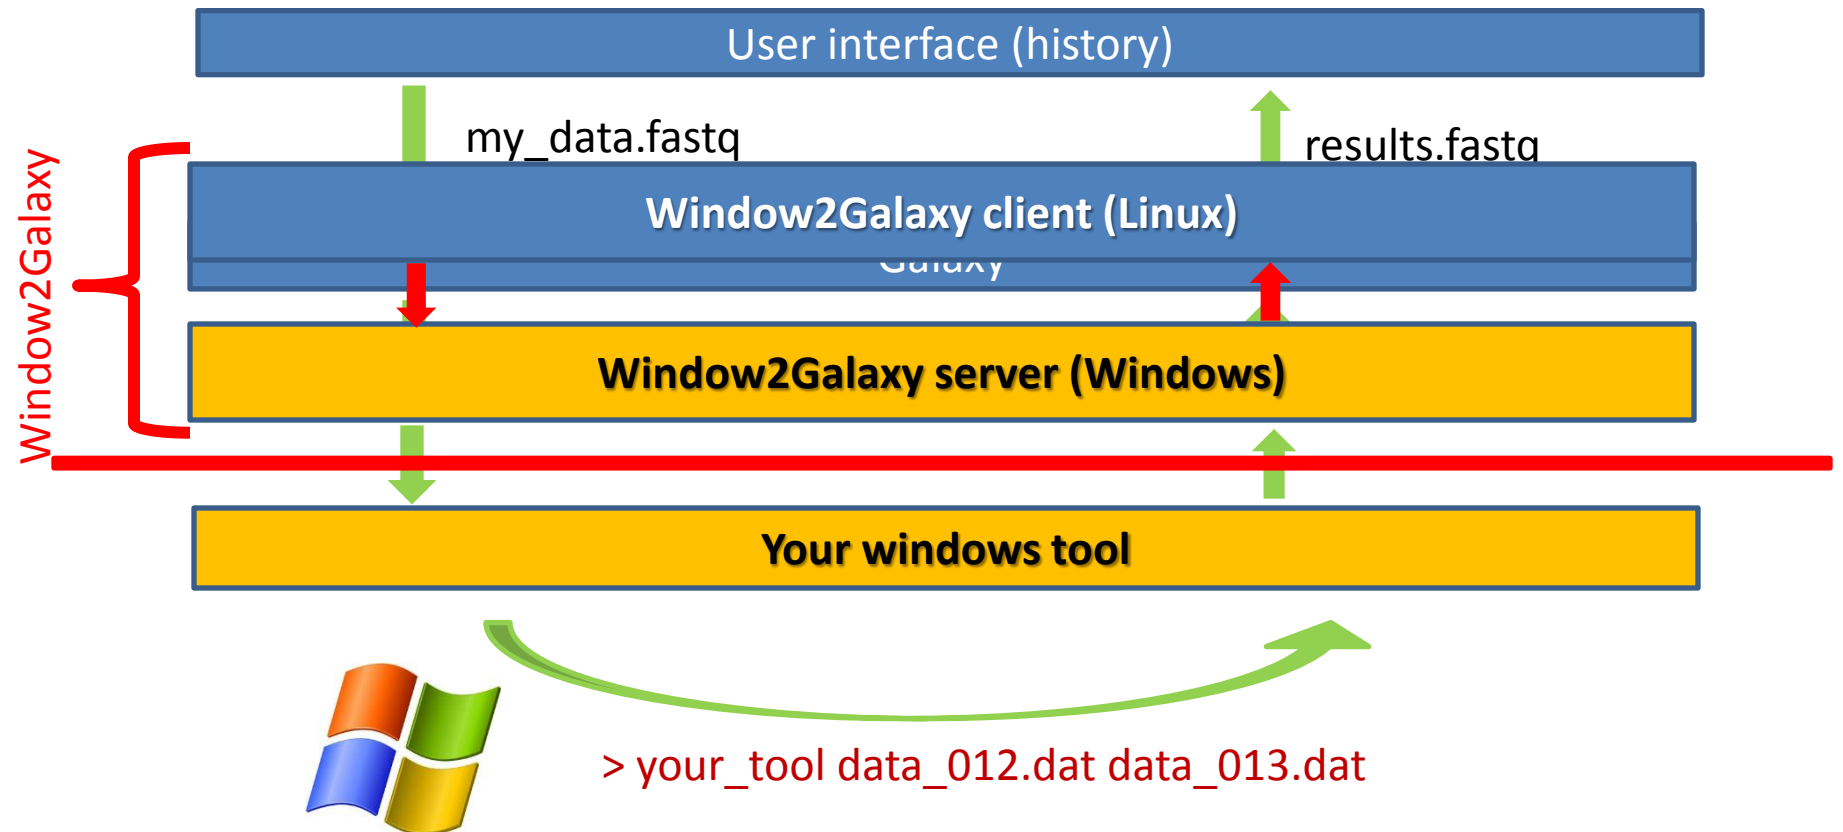 User interface (history)
my_data.fastq
results.fastq
Window2Galaxy
Window2Galaxy client (Linux)
Galaxy
Window2Galaxy server (Windows)
Your windows tool
> your_tool data_012.dat data_013.dat